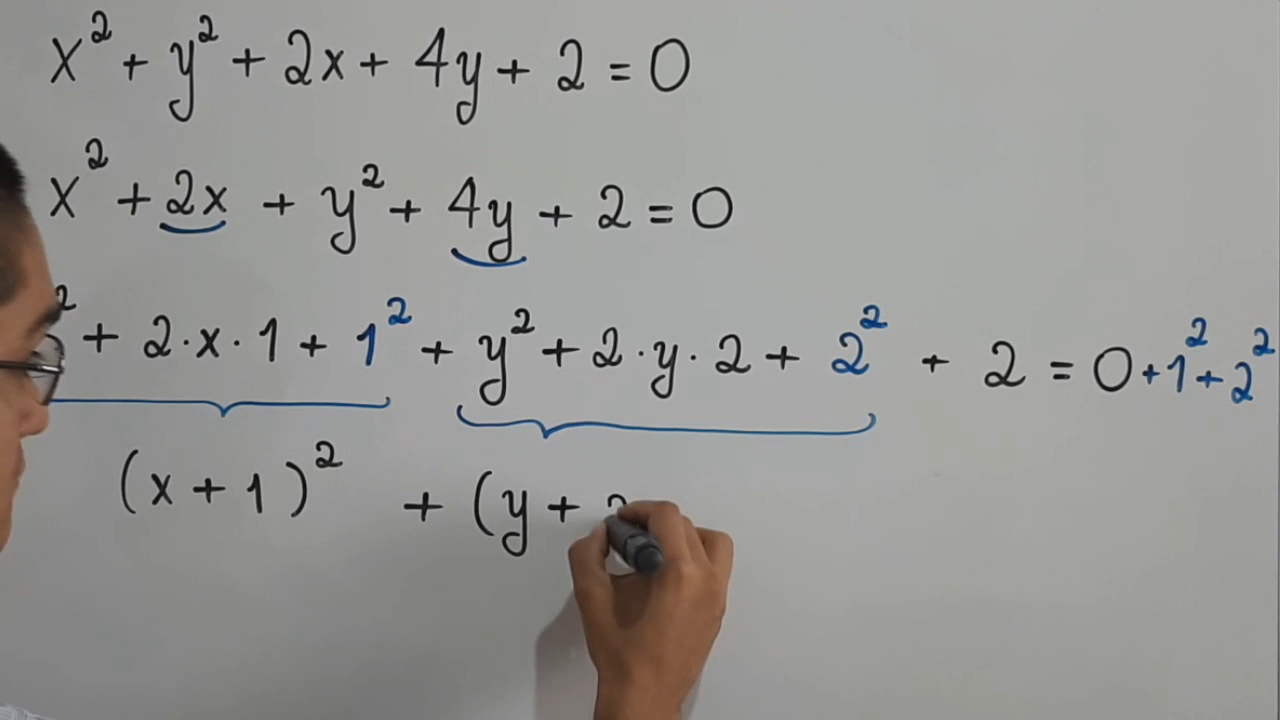 x² + y² + 2x + 4y + 2 = 0
x² + 2x + y² + 4y + 2 = 0
² + 2·x·1 + 1² + y² + 2·y·2 + 2² + 2 = 0 + 1² + 2²
(x + 1)² + (y +